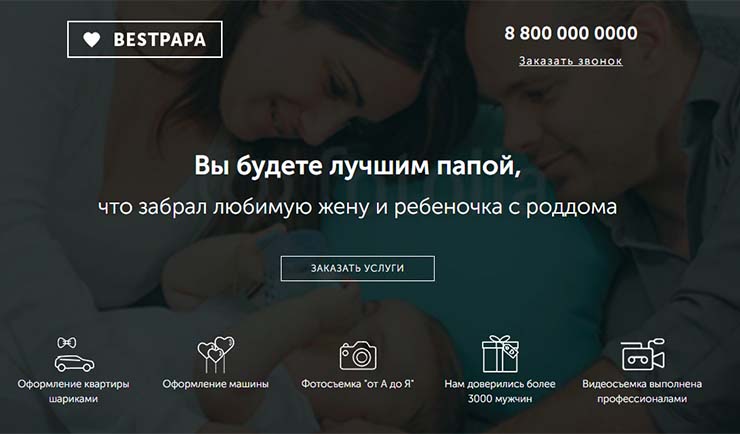 BESTPAPA
8 800 000 0000
Заказать звонок
Вы будете лучшим папой,
что забрал любимую жену и ребеночка с роддома
ЗАКАЗАТЬ УСЛУГИ
Оформление квартиры
шариками
Оформление машины
Фотосъемка "от А до Я"
Нам доверились более
3000 мужчин
Видеосъемка выполнена
профессионалами